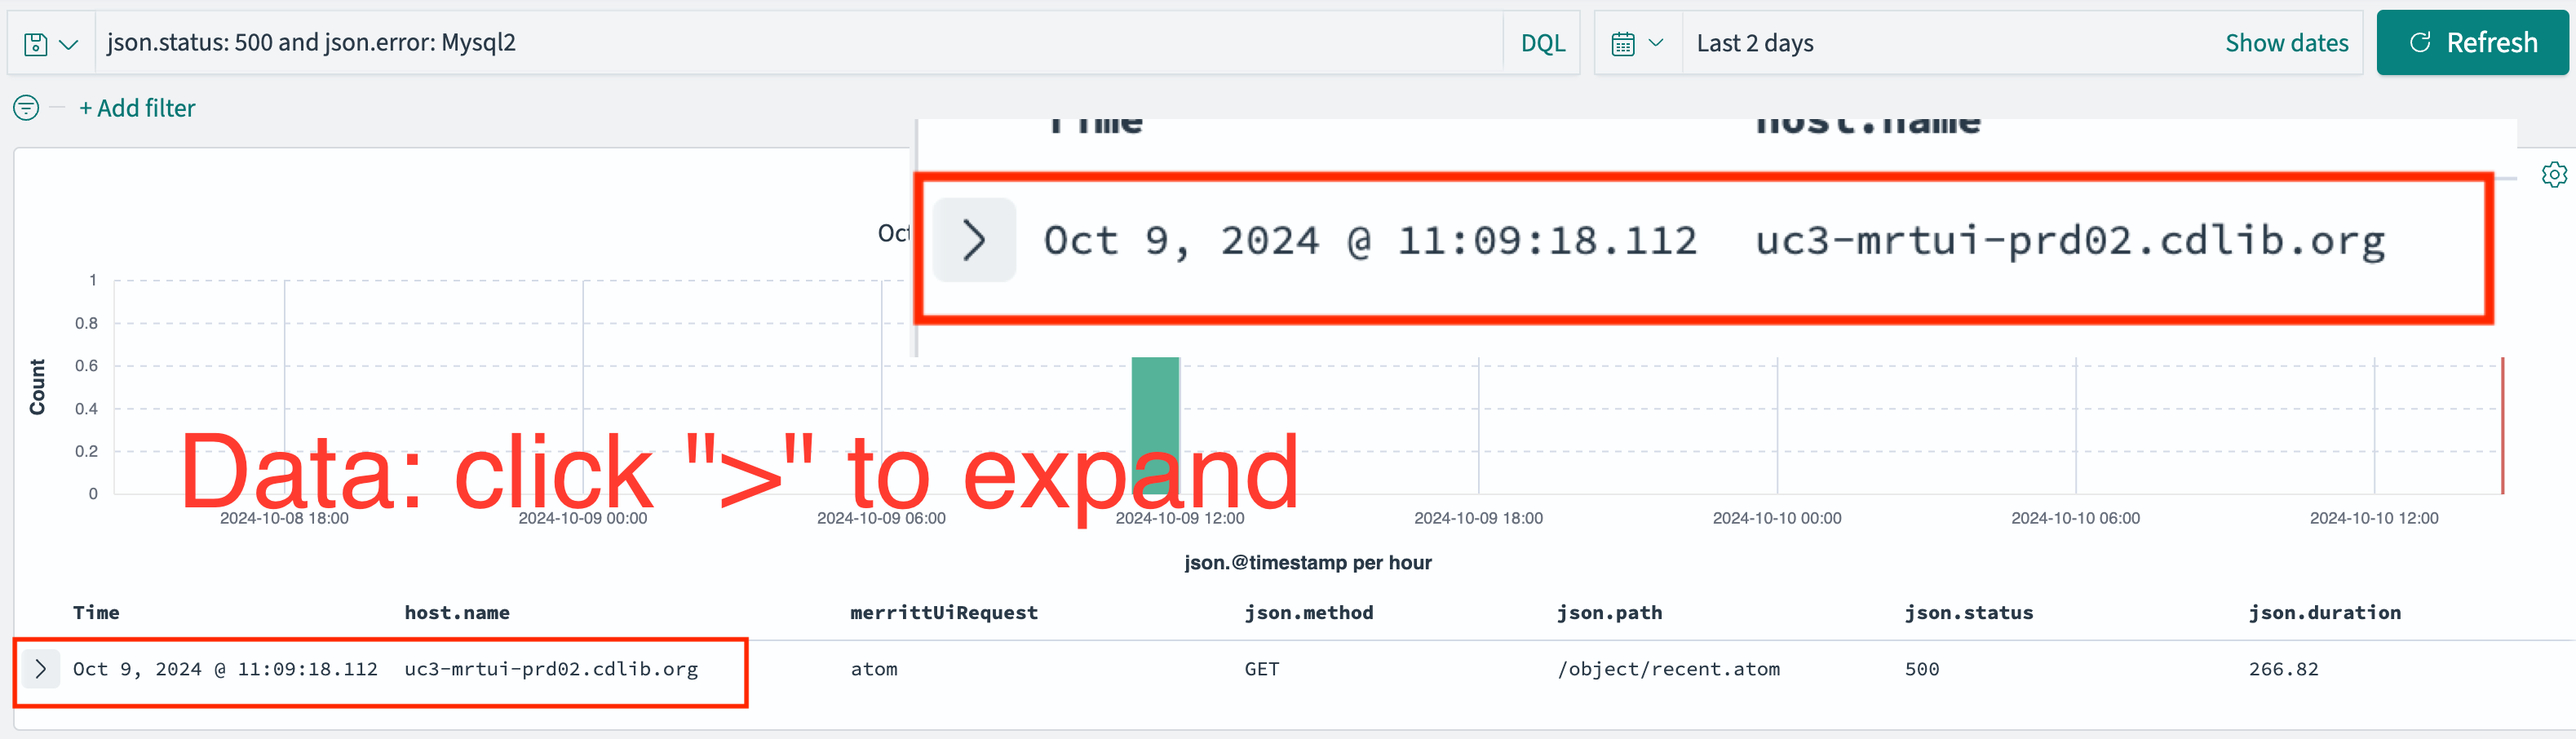 json.status: 500 and json.error: Mysql2 DQL Last 2 days Show dates Refresh
+ Add filter
Time host.name
Oct
Oct 9, 2024 @ 11:09:18.112 uc3-mrtui-prd02.cdlib.org
1
0.8
0.6
0.4
0.2
0
Count
Data: click ">" to expand
2024-10-08 18:00 2024-10-09 00:00 2024-10-09 06:00 2024-10-09 12:00 2024-10-09 18:00 2024-10-10 00:00 2024-10-10 06:00 2024-10-10 12:00
json.@timestamp per hour
Time host.name merrittUiRequest json.method json.path json.status json.duration
Oct 9, 2024 @ 11:09:18.112 uc3-mrtui-prd02.cdlib.org atom GET /object/recent.atom 500 266.82